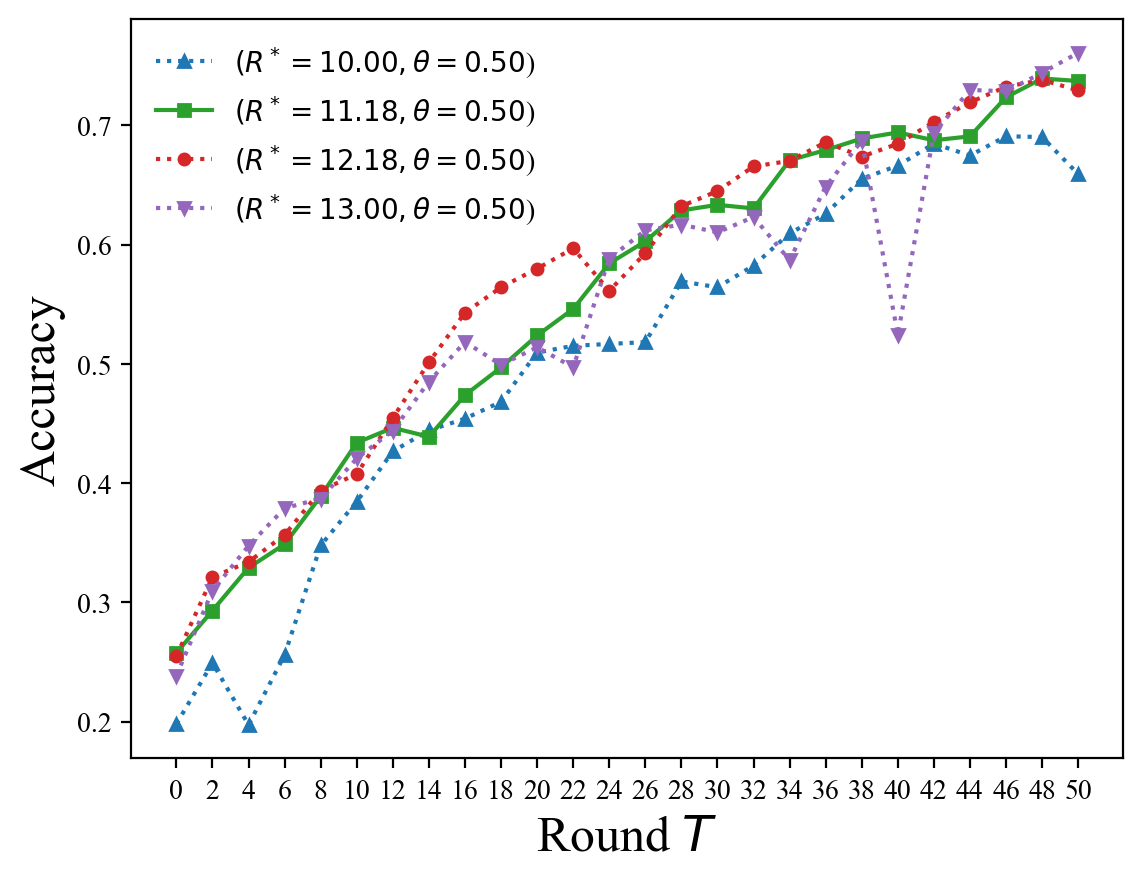 (R* = 10.00, θ = 0.50)
(R* = 11.18, θ = 0.50)
(R* = 12.18, θ = 0.50)
(R* = 13.00, θ = 0.50)
Accuracy
0.7
0.6
0.5
0.4
0.3
0.2
0 2 4 6 8 10 12 14 16 18 20 22 24 26 28 30 32 34 36 38 40 42 44 46 48 50
Round T